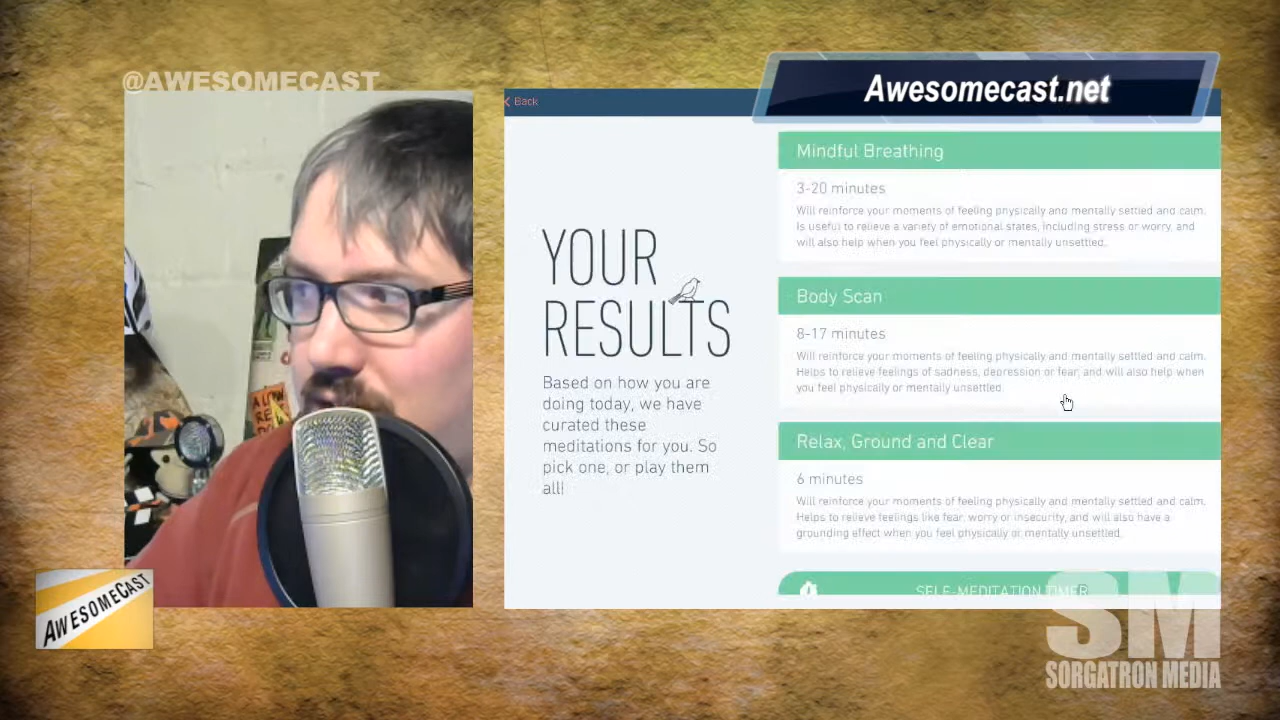 @AWESOMECAST
Awesomecast.net
Back
YOUR
RESULTS
Based on how you are
doing today, we have
curated these
meditations for you. So
pick one, or play them
all!
Mindful Breathing
3-20 minutes
Will reinforce your moments of feeling physically and mentally settled and calm.
Is useful to relieve a variety of emotional states, including stress or worry, and
will also help when you feel physically or mentally unsettled.
Body Scan
8-17 minutes
Will reinforce your moments of feeling physically and mentally settled and calm.
Helps to relieve feelings of sadness, depression or fear, and will also help when
you feel physically or mentally unsettled.
Relax, Ground and Clear
6 minutes
Will reinforce your moments of feeling physically and mentally settled and calm.
Helps to relieve feelings like fear, worry or insecurity, and will also have a
grounding effect when you feel physically or mentally unsettled.
SELF-MEDITATION TIMER
AWESOMECAST
SM
SORGATRON MEDIA